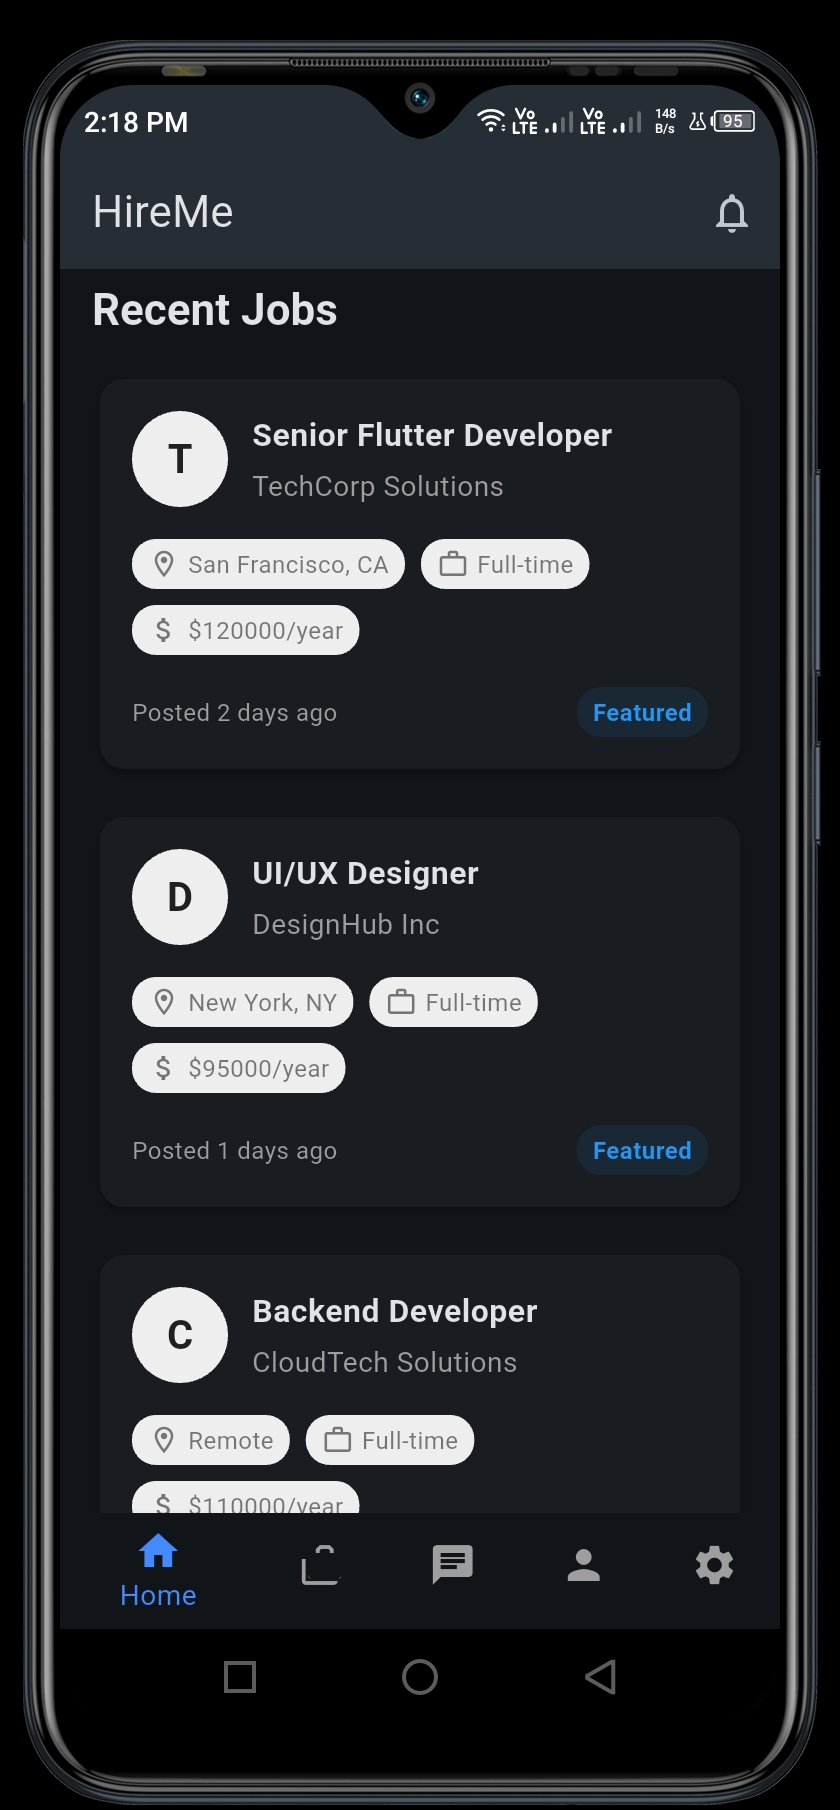 2:18 PM Vo LTE Vo LTE 148 B/s 95
HireMe
Recent Jobs
T
Senior Flutter Developer
TechCorp Solutions
San Francisco, CA Full-time
$ $120000/year
Posted 2 days ago Featured
D
UI/UX Designer
DesignHub Inc
New York, NY Full-time
$ $95000/year
Posted 1 days ago Featured
C
Backend Developer
CloudTech Solutions
Remote Full-time
$ $110000/year
Home